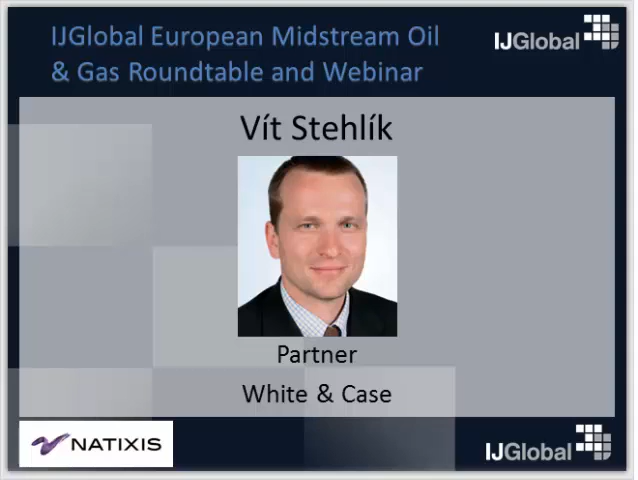 IJGlobal European Midstream Oil
& Gas Roundtable and Webinar
IJGlobal
Vít Stehlík
Partner
White & Case
NATIXIS
IJGlobal